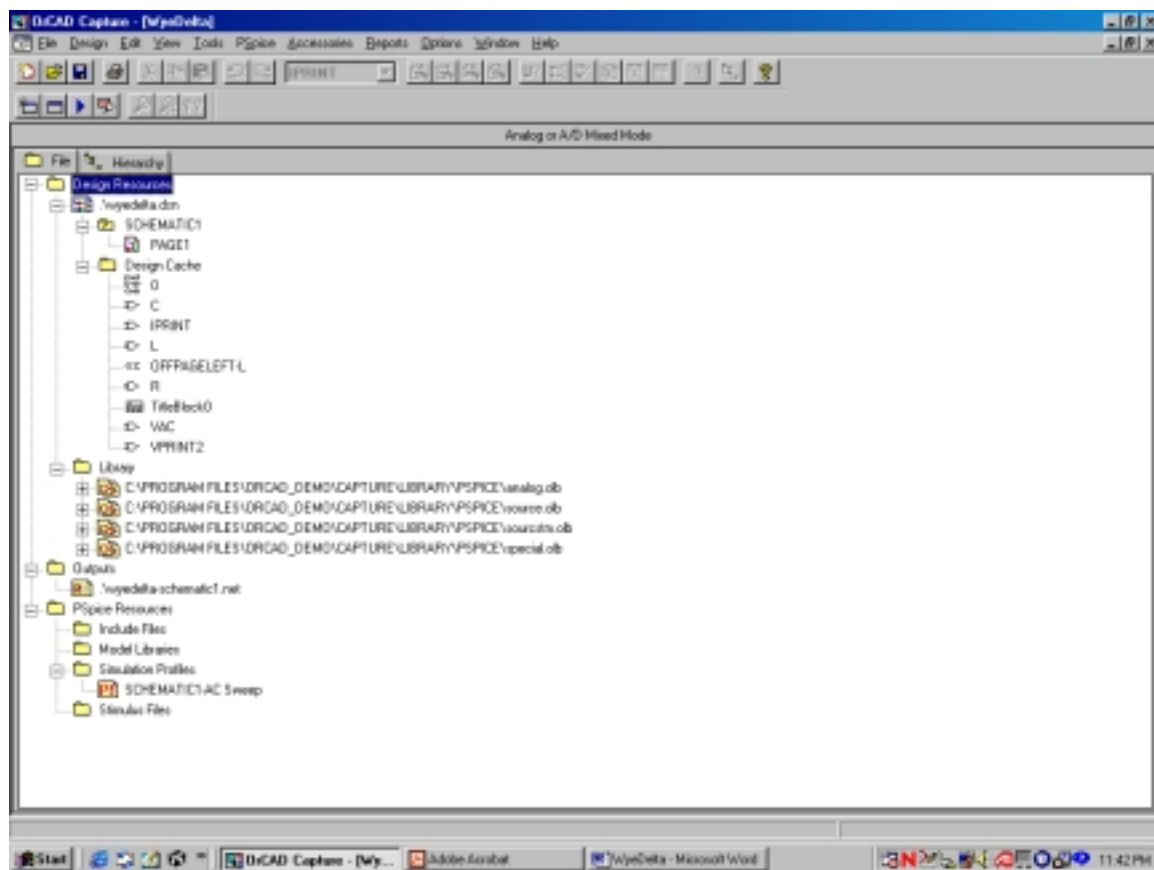 OrCAD Capture - [WyeDelta]
File Design Edit View Tools PSpice Accessories Reports Options Window Help
IPRINT
Analog or A/D Mixed Mode
File Hierarchy
Design Resources
.\wyedelta.dsn
SCHEMATIC1
PAGE1
Design Cache
0
C
IPRINT
L
OFFPAGELEFT-L
R
TitleBlock0
VAC
VPRINT2
Library
C:\PROGRAM FILES\ORCAD_DEMO\CAPTURE\LIBRARY\PSPICE\analog.olb
C:\PROGRAM FILES\ORCAD_DEMO\CAPTURE\LIBRARY\PSPICE\source.olb
C:\PROGRAM FILES\ORCAD_DEMO\CAPTURE\LIBRARY\PSPICE\sourcstm.olb
C:\PROGRAM FILES\ORCAD_DEMO\CAPTURE\LIBRARY\PSPICE\special.olb
Outputs
.\wyedelta-schematic1.net
PSpice Resources
Include Files
Model Libraries
Simulation Profiles
SCHEMATIC1-AC Sweep
Stimulus Files
Start OrCAD Capture - [Wy... Adobe Acrobat WyeDelta - Microsoft Word 11:42 PM